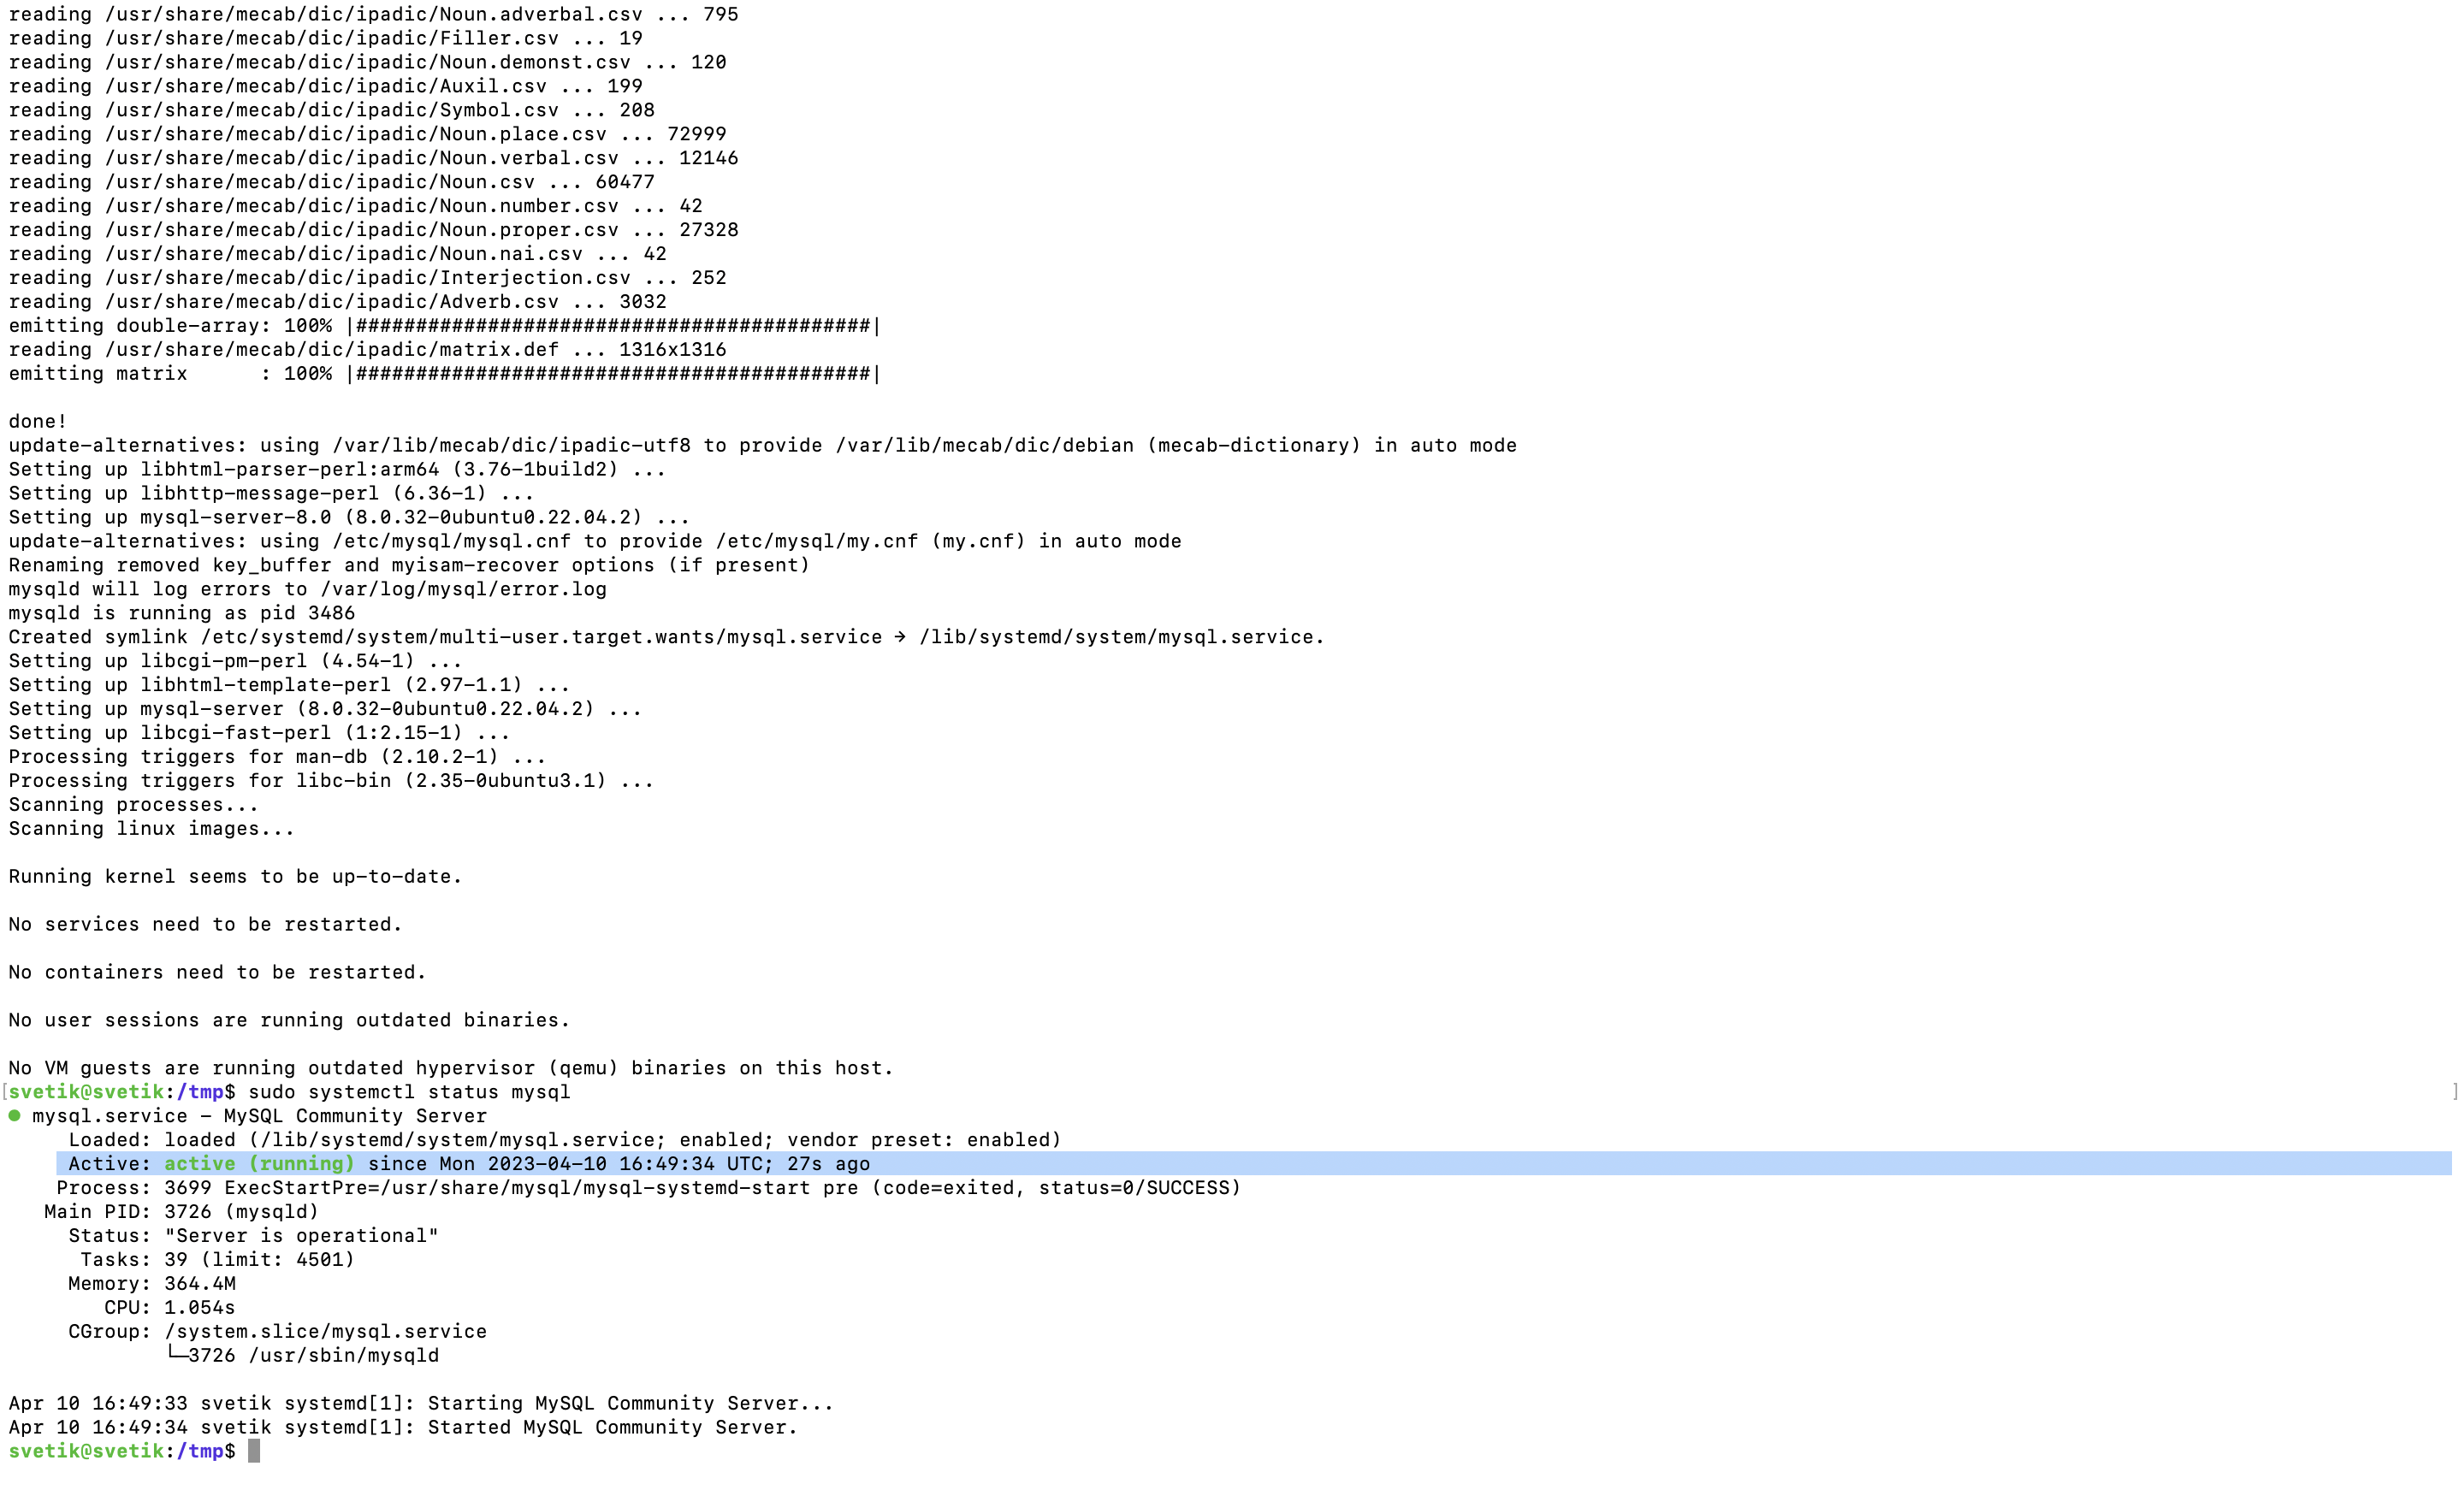 reading /usr/share/mecab/dic/ipadic/Noun.adverbal.csv ... 795
reading /usr/share/mecab/dic/ipadic/Filler.csv ... 19
reading /usr/share/mecab/dic/ipadic/Noun.demonst.csv ... 120
reading /usr/share/mecab/dic/ipadic/Auxil.csv ... 199
reading /usr/share/mecab/dic/ipadic/Symbol.csv ... 208
reading /usr/share/mecab/dic/ipadic/Noun.place.csv ... 72999
reading /usr/share/mecab/dic/ipadic/Noun.verbal.csv ... 12146
reading /usr/share/mecab/dic/ipadic/Noun.csv ... 60477
reading /usr/share/mecab/dic/ipadic/Noun.number.csv ... 42
reading /usr/share/mecab/dic/ipadic/Noun.proper.csv ... 27328
reading /usr/share/mecab/dic/ipadic/Noun.nai.csv ... 42
reading /usr/share/mecab/dic/ipadic/Interjection.csv ... 252
reading /usr/share/mecab/dic/ipadic/Adverb.csv ... 3032
emitting double-array: 100% |###########################################|
reading /usr/share/mecab/dic/ipadic/matrix.def ... 1316x1316
emitting matrix      : 100% |###########################################|
done!
update-alternatives: using /var/lib/mecab/dic/ipadic-utf8 to provide /var/lib/mecab/dic/debian (mecab-dictionary) in auto mode
Setting up libhtml-parser-perl:arm64 (3.76-1build2) ...
Setting up libhttp-message-perl (6.36-1) ...
Setting up mysql-server-8.0 (8.0.32-0ubuntu0.22.04.2) ...
update-alternatives: using /etc/mysql/mysql.cnf to provide /etc/mysql/my.cnf (my.cnf) in auto mode
Renaming removed key_buffer and myisam-recover options (if present)
mysqld will log errors to /var/log/mysql/error.log
mysqld is running as pid 3486
Created symlink /etc/systemd/system/multi-user.target.wants/mysql.service → /lib/systemd/system/mysql.service.
Setting up libcgi-pm-perl (4.54-1) ...
Setting up libhtml-template-perl (2.97-1.1) ...
Setting up mysql-server (8.0.32-0ubuntu0.22.04.2) ...
Setting up libcgi-fast-perl (1:2.15-1) ...
Processing triggers for man-db (2.10.2-1) ...
Processing triggers for libc-bin (2.35-0ubuntu3.1) ...
Scanning processes...
Scanning linux images...
Running kernel seems to be up-to-date.
No services need to be restarted.
No containers need to be restarted.
No user sessions are running outdated binaries.
No VM guests are running outdated hypervisor (qemu) binaries on this host.
[svetik@svetik:/tmp$ sudo systemctl status mysql ]
● mysql.service - MySQL Community Server
     Loaded: loaded (/lib/systemd/system/mysql.service; enabled; vendor preset: enabled)
     Active: active (running) since Mon 2023-04-10 16:49:34 UTC; 27s ago
    Process: 3699 ExecStartPre=/usr/share/mysql/mysql-systemd-start pre (code=exited, status=0/SUCCESS)
   Main PID: 3726 (mysqld)
     Status: "Server is operational"
      Tasks: 39 (limit: 4501)
     Memory: 364.4M
        CPU: 1.054s
     CGroup: /system.slice/mysql.service
             └─3726 /usr/sbin/mysqld
Apr 10 16:49:33 svetik systemd[1]: Starting MySQL Community Server...
Apr 10 16:49:34 svetik systemd[1]: Started MySQL Community Server.
svetik@svetik:/tmp$